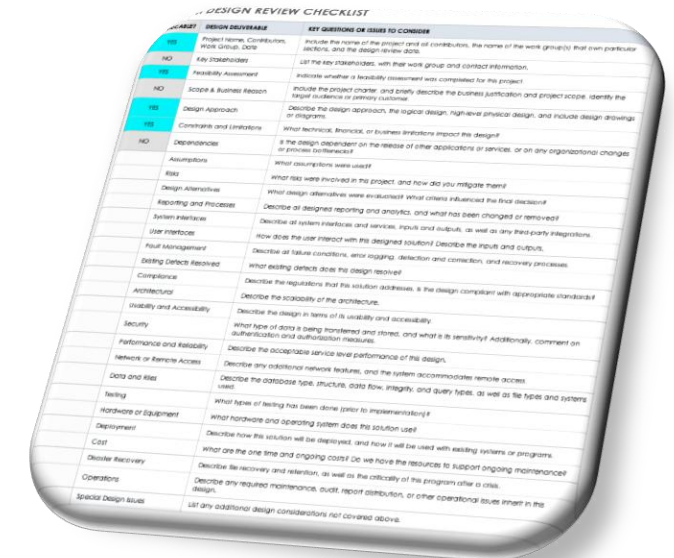 DESIGN REVIEW CHECKLIST
DESIGN DELIVERABLE KEY QUESTIONS OR ISSUES TO CONSIDER
YES Project Name, Contributors, Include the name of the project and all contributors, the name of the work group(s) that own particular
Work Group, Date sections, and the design review date.
NO Key Stakeholders List the key stakeholders, with their work group and contact information.
YES Feasibility Assessment Indicate whether a feasibility assessment was completed for this project.
NO Scope & Business Reason Include the project charter, and briefly describe the business justification and project scope. Identify the
target audience or primary customer.
YES Design Approach Describe the design approach, the logical design, high-level physical design, and include design drawings
or diagrams.
YES Constraints and Limitations What technical, financial, or business limitations impact this design?
NO Dependencies Is the design dependent on the release of other applications or services, or on any organizational changes
or process bottlenecks?
Assumptions What assumptions were used?
Risks What risks were involved in this project, and how did you mitigate them?
Design Alternatives What design alternatives were evaluated? What criteria influenced the final decision?
Reporting and Processes Describe all designed reporting and analytics, and what has been changed or removed?
System Interfaces Describe all system interfaces and services, inputs and outputs, as well as any third-party integrations.
User Interfaces How does the user interact with this designed solution? Describe the inputs and outputs.
Fault Management Describe all failure conditions, error logging, detection and correction, and recovery processes.
Existing Defects Resolved What existing defects does this design resolve?
Compliance Describe the regulations that this solution addresses, is the design compliant with appropriate standards?
Architectural Describe the scalability of the architecture.
Usability and Accessibility Describe the design in terms of its usability and accessibility.
Security What type of data is being transferred and stored, and what is its sensitivity? Additionally, comment on
authentication and authorization measures.
Performance and Reliability Describe the acceptable service level performance of this design.
Network or Remote Access Describe any additional network features, and the system accommodates remote access.
Data and Files Describe the database type, structure, data flow, integrity, and query types, as well as file types and systems
used.
Testing What types of testing has been done (prior to implementation)?
Hardware or Equipment What hardware and operating system does this solution use?
Deployment Describe how this solution will be deployed, and how it will be used with existing systems or programs.
Cost What are the one time and ongoing costs? Do we have the resources to support ongoing maintenance?
Disaster Recovery Describe file recovery and retention, as well as the criticality of this program after a crisis.
Operations Describe any required maintenance, audit, report distribution, or other operational issues inherit in this
design.
Special Design Issues List any additional design considerations not covered above.